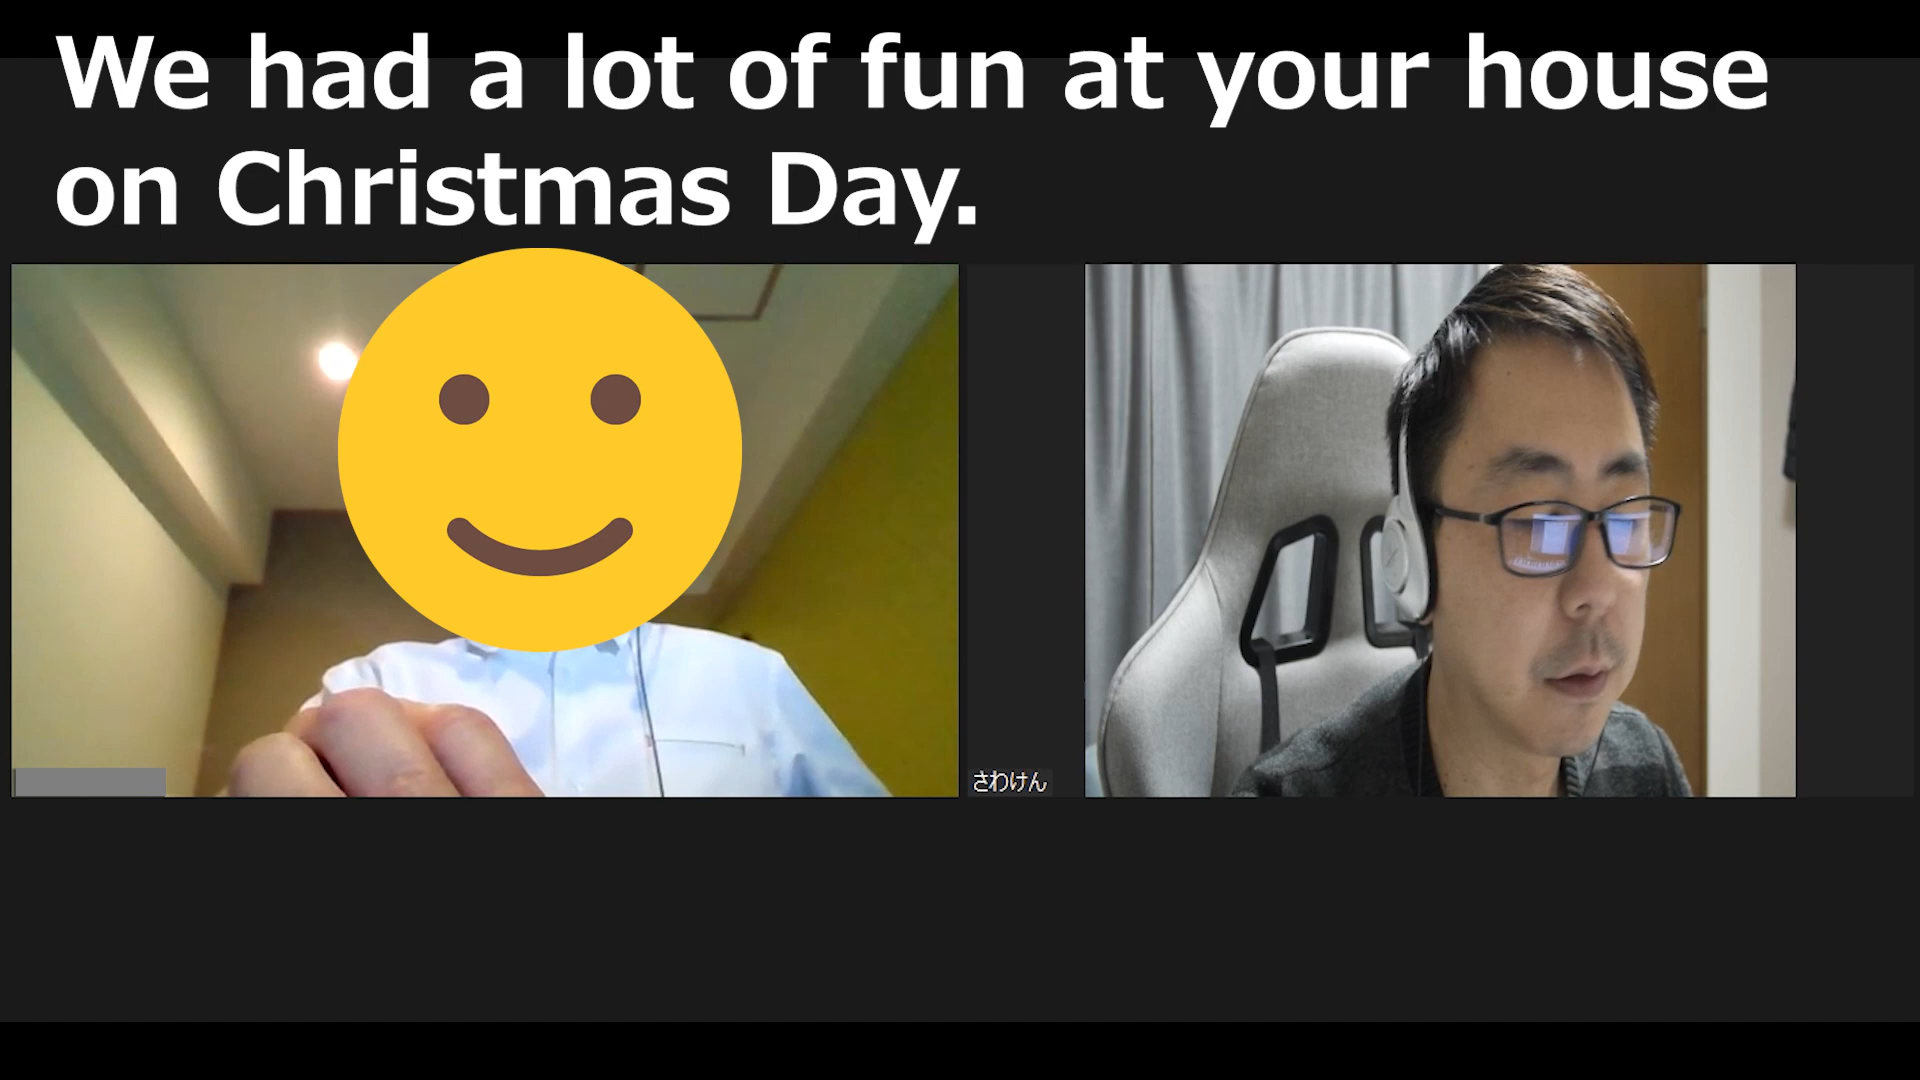 We had a lot of fun at your house
on Christmas Day.
さわけん